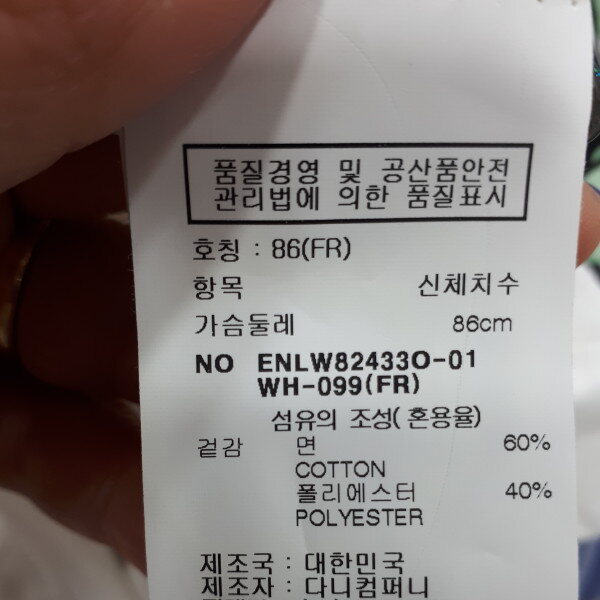 품질경영 및 공산품안전
관리법에 의한 품질표시
호칭 : 86(FR)
항목 신체치수
가슴둘레 86cm
NO ENLW82433O-01
WH-099(FR)
섬유의 조성( 혼용율)
겉감 면 60%
COTTON
폴리에스터 40%
POLYESTER
제조국 : 대한민국
제조자 : 다니컴퍼니